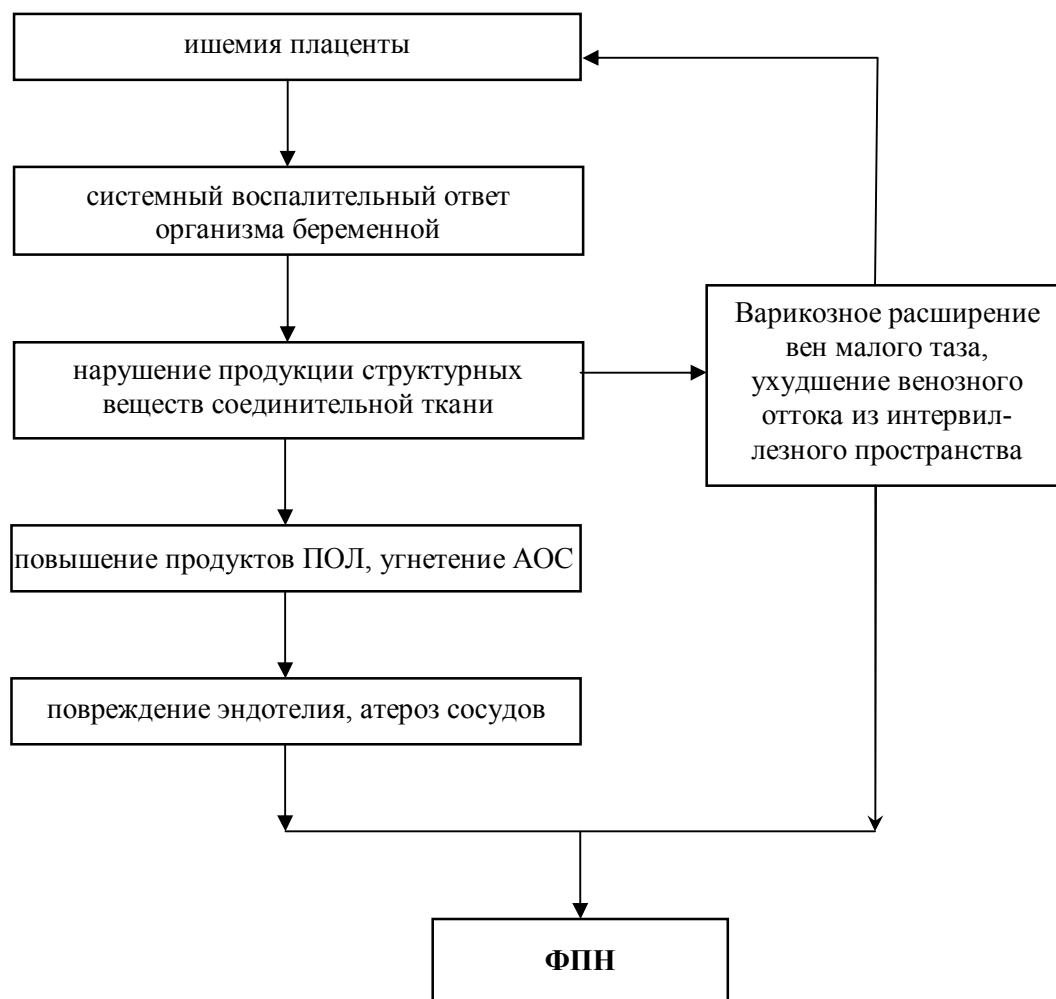 ишемия плаценты
системный воспалительный ответ
организма беременной
нарушение продукции структурных
веществ соединительной ткани
Варикозное расширение
вен малого таза,
ухудшение венозного
оттока из интервил-
лезного пространства
повышение продуктов ПОЛ, угнетение АОС
повреждение эндотелия, атероз сосудов
ФПН